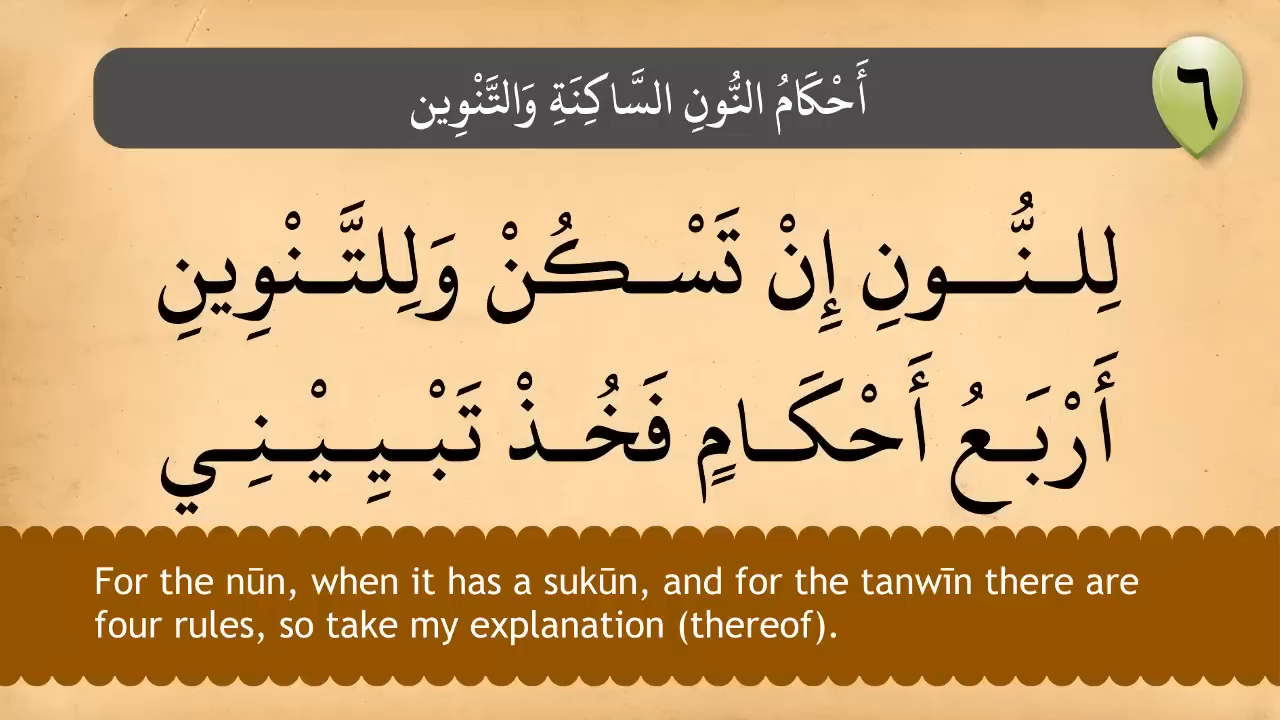 أَحْكَامُ النُّونِ السَّاكِنَةِ وَالتَّنْوِين
٦
لِلنُّونِ إِنْ تَسْكُنْ وَلِلتَّنْوِينِ
أَرْبَعُ أَحْكَامٍ فَخُذْ تَبْيِيْنِي
For the nūn, when it has a sukūn, and for the tanwīn there are
four rules, so take my explanation (thereof).